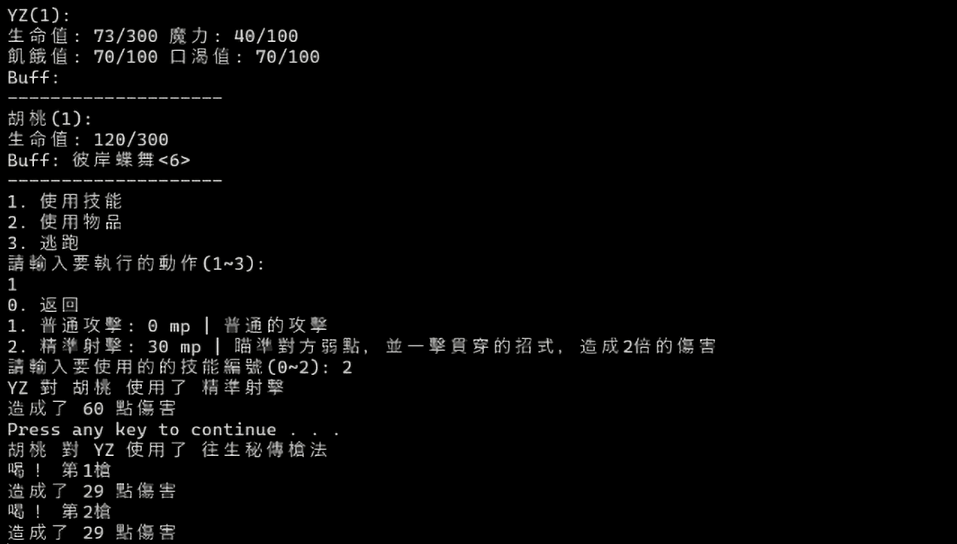 YZ(1):
生命值: 73/300 魔力: 40/100
飢餓值: 70/100 口渴值: 70/100
Buff:
--------------------
胡桃(1):
生命值: 120/300
Buff: 彼岸蝶舞<6>
--------------------
1. 使用技能
2. 使用物品
3. 逃跑
請輸入要執行的動作(1~3):
1
0. 返回
1. 普通攻擊: 0 mp | 普通的攻擊
2. 精準射擊: 30 mp | 瞄準對方弱點, 並一擊貫穿的招式, 造成2倍的傷害
請輸入要使用的的技能編號(0~2): 2
YZ 對 胡桃 使用了 精準射擊
造成了 60 點傷害
Press any key to continue . . .
胡桃 對 YZ 使用了 往生秘傳槍法
喝! 第1槍
造成了 29 點傷害
喝! 第2槍
造成了 29 點傷害